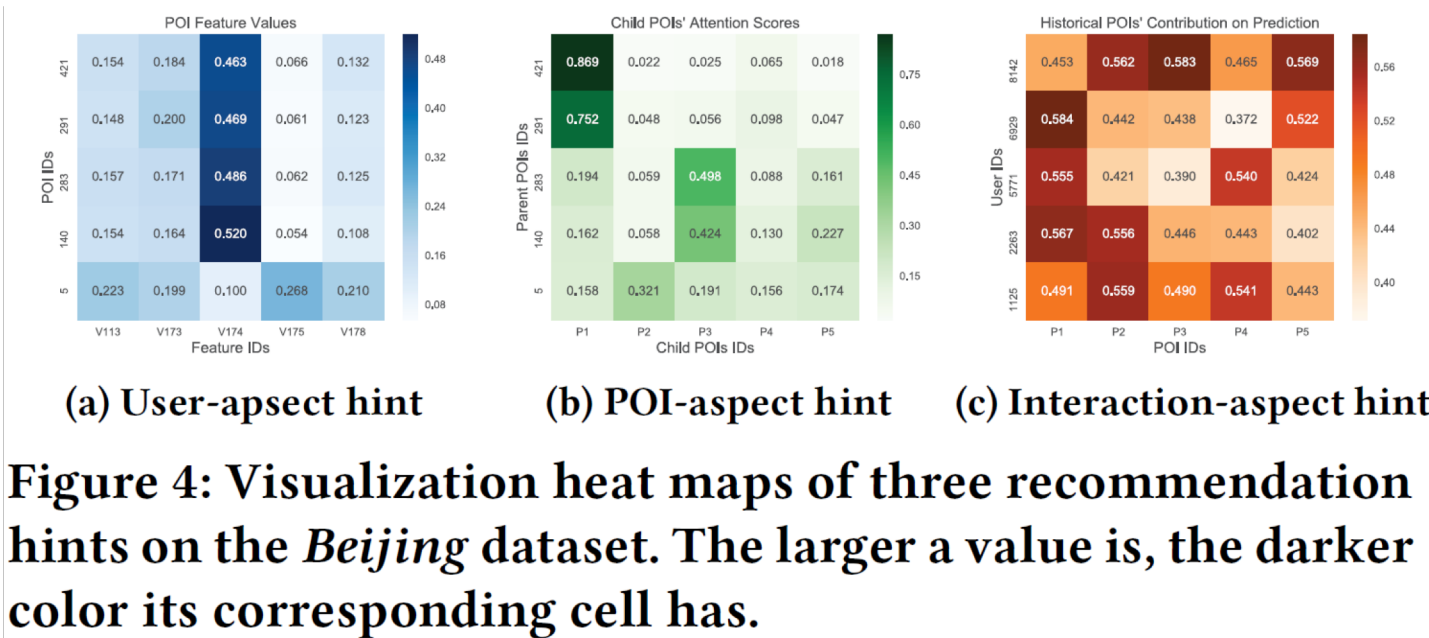 POI Feature Values
421 0.154 0.184 0.463 0.066 0.132
291 0.148 0.200 0.469 0.061 0.123
283 0.157 0.171 0.486 0.062 0.125
140 0.154 0.164 0.520 0.054 0.108
5 0.223 0.199 0.100 0.268 0.210
V113 V173 V174 V175 V178
Feature IDs
POI IDs
0.48
0.40
0.32
0.24
0.16
0.08
(a) User-apsect hint
Child POIs' Attention Scores
421 0.869 0.022 0.025 0.065 0.018
291 0.752 0.048 0.056 0.098 0.047
283 0.194 0.059 0.498 0.088 0.161
140 0.162 0.058 0.424 0.130 0.227
5 0.158 0.321 0.191 0.156 0.174
P1 P2 P3 P4 P5
Child POIs IDs
Parent POIs IDs
0.75
0.60
0.45
0.30
0.15
(b) POI-aspect hint
Historical POIs' Contribution on Prediction
8142 0.453 0.562 0.583 0.465 0.569
6929 0.584 0.442 0.438 0.372 0.522
5771 0.555 0.421 0.390 0.540 0.424
2263 0.567 0.556 0.446 0.443 0.402
1125 0.491 0.559 0.490 0.541 0.443
P1 P2 P3 P4 P5
POI IDs
User IDs
0.56
0.52
0.48
0.44
0.40
(c) Interaction-aspect hint
Figure 4: Visualization heat maps of three recommendation
hints on the Beijing dataset. The larger a value is, the darker
color its corresponding cell has.